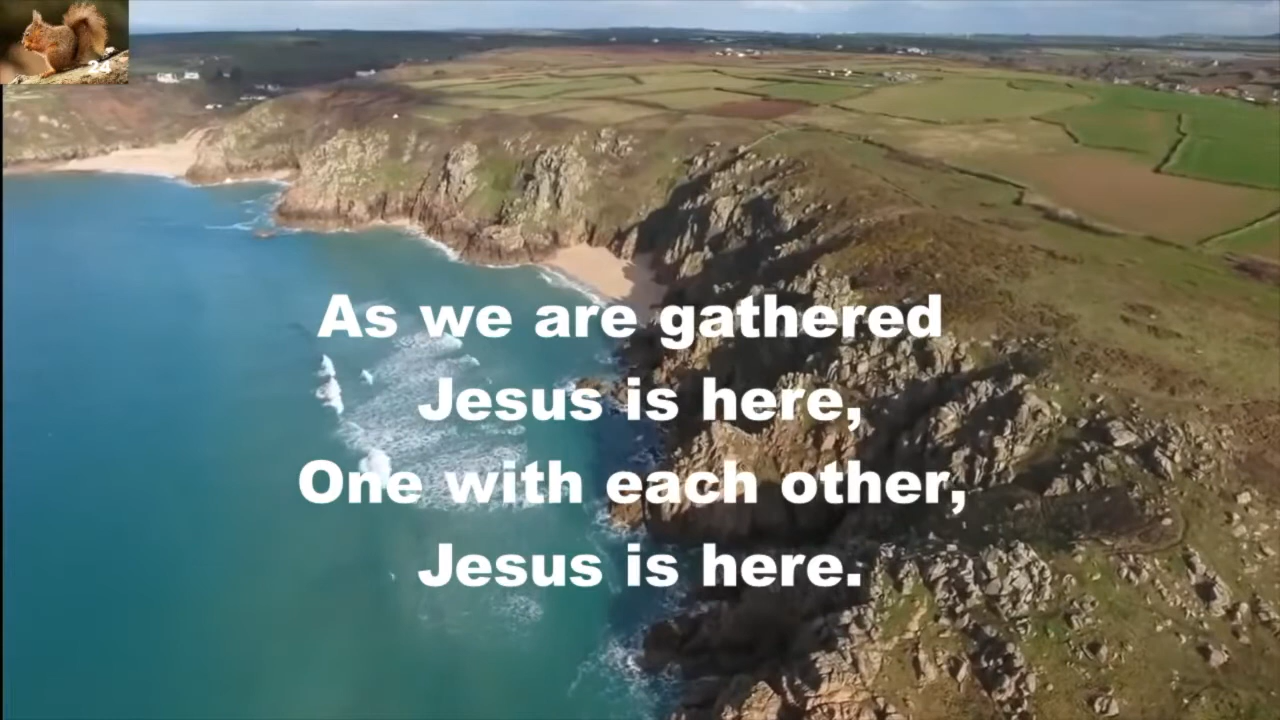 24
As we are gathered
Jesus is here,
One with each other,
Jesus is here.